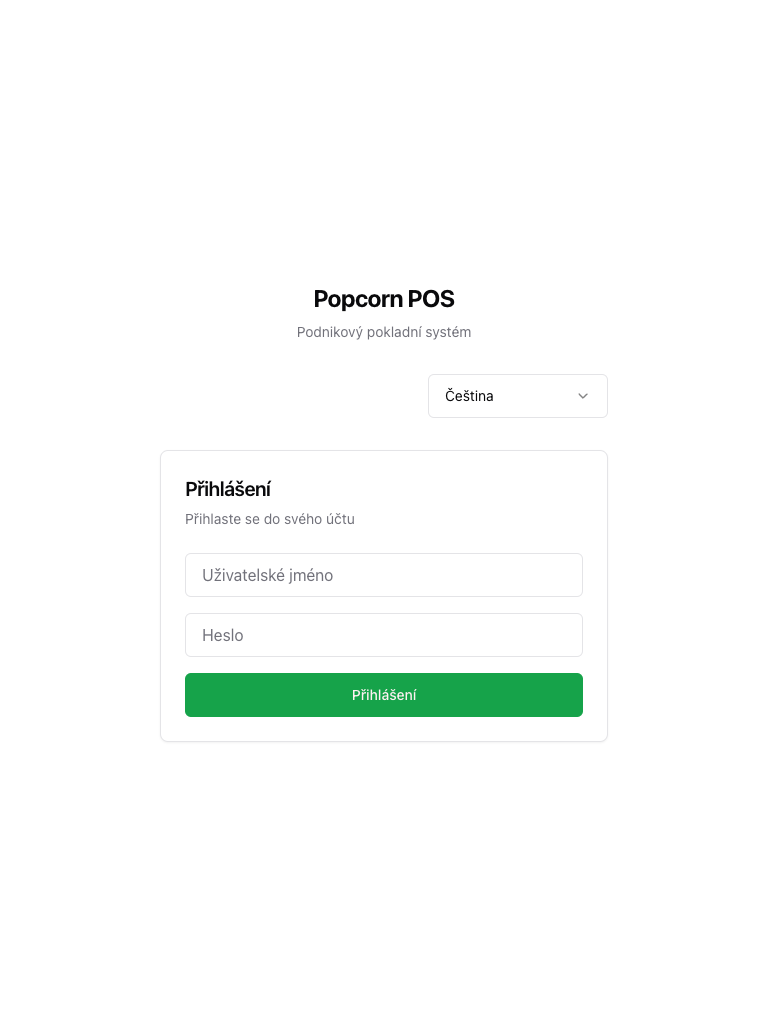 Popcorn POS
Podnikový pokladní systém
Čeština
Přihlášení
Přihlaste se do svého účtu
Uživatelské jméno
Heslo
Přihlášení